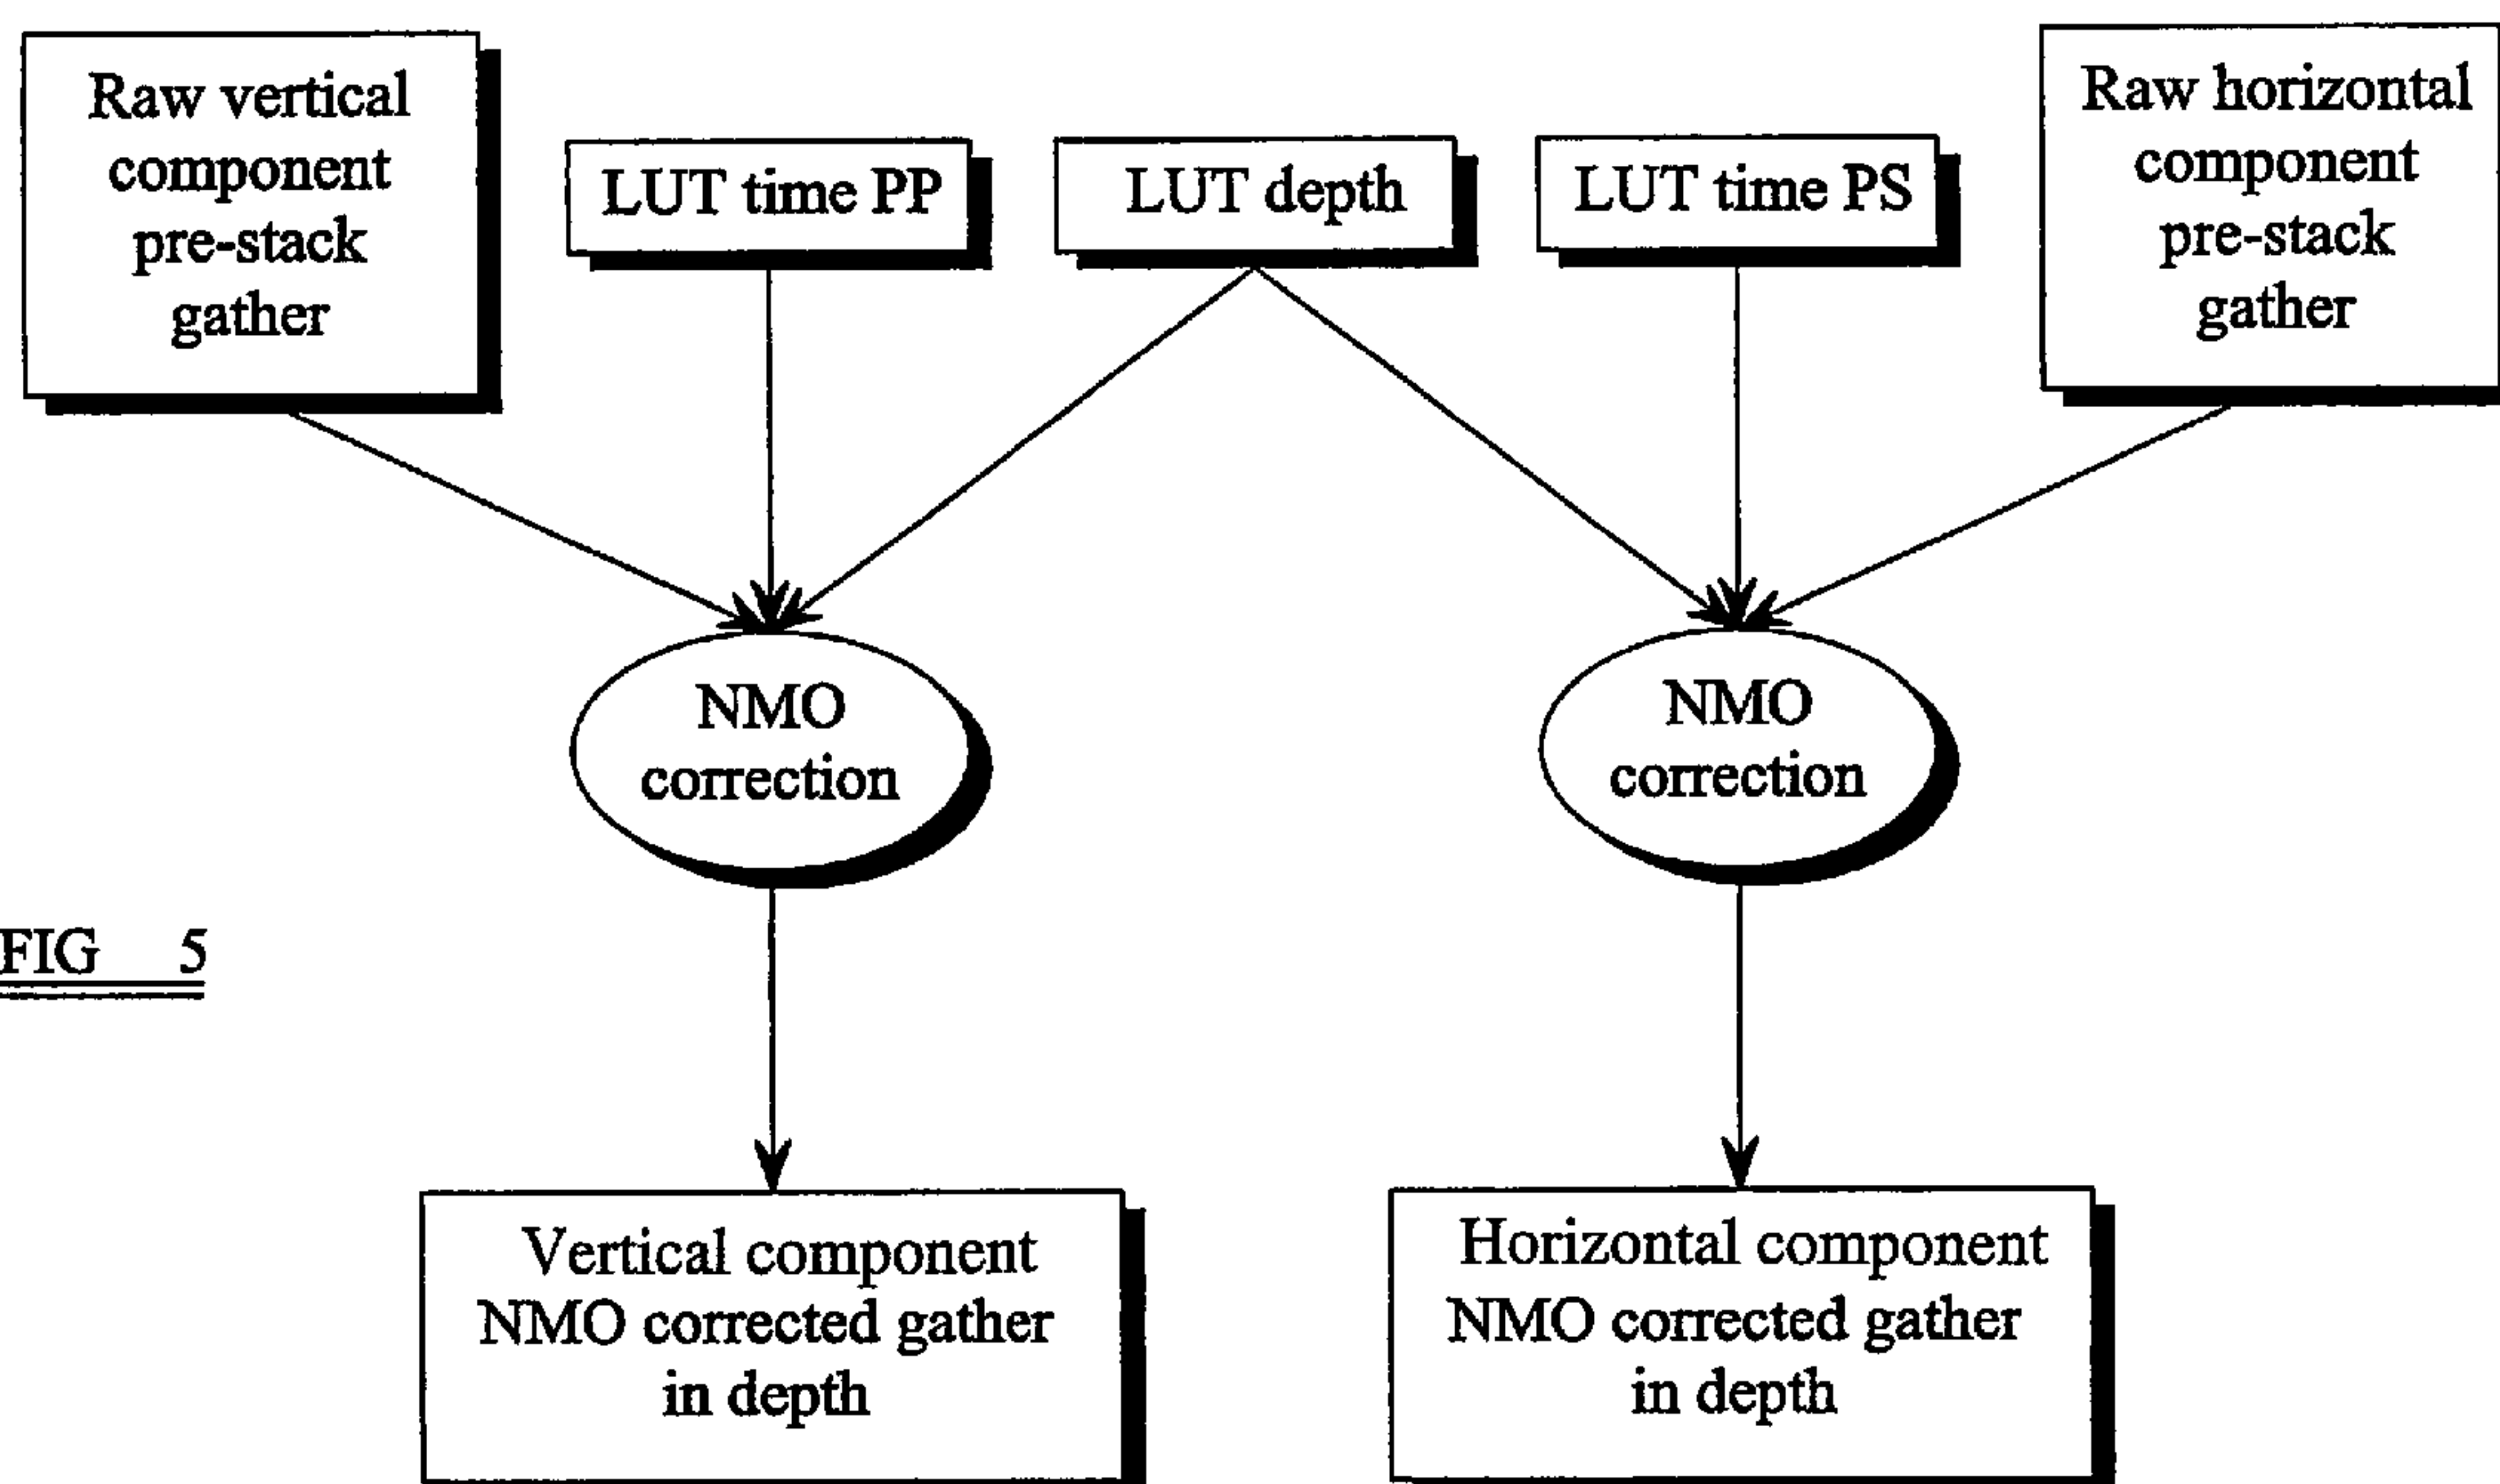 Raw vertical
component
pre-stack
gather
LUT time PP
LUT depth
LUT time PS
Raw horizontal
component
pre-stack
gather
NMO
correction
NMO
correction
FIG 5
Vertical component
NMO corrected gather
in depth
Horizontal component
NMO corrected gather
in depth